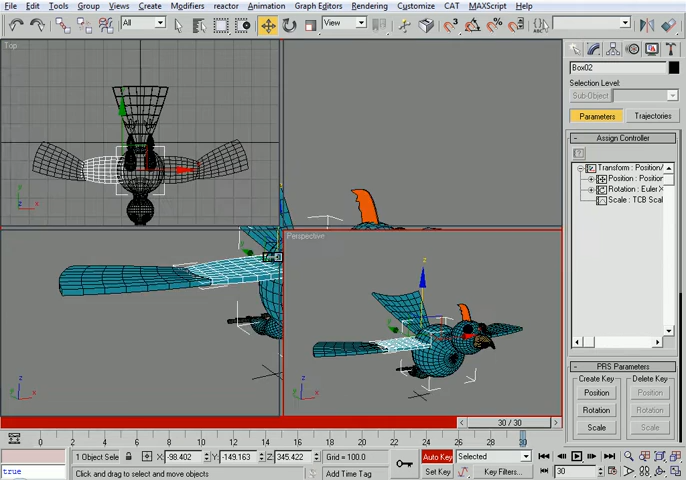 File Edit Tools Group Views Create Modifiers reactor Animation Graph Editors Rendering Customize CAT MAXScript Help
All View
Top
Box02
Selection Level:
Sub-Object
Parameters Trajectories
Assign Controller
Transform : Position/
Position : Position
Rotation : Euler X
Scale : TCB Scal
Perspective
PRS Parameters
Create Key Delete Key
Position Position
Rotation Rotation
Scale Scale
30 / 30
0 2 4 6 8 10 12 14 16 18 20 22 24 26 28 30
1 Object Sele X -98.402 Y -149.163 Z 345.422 Grid = 100.0 Auto Key Selected
true Click and drag to select and move objects Add Time Tag Set Key Key Filters... 30